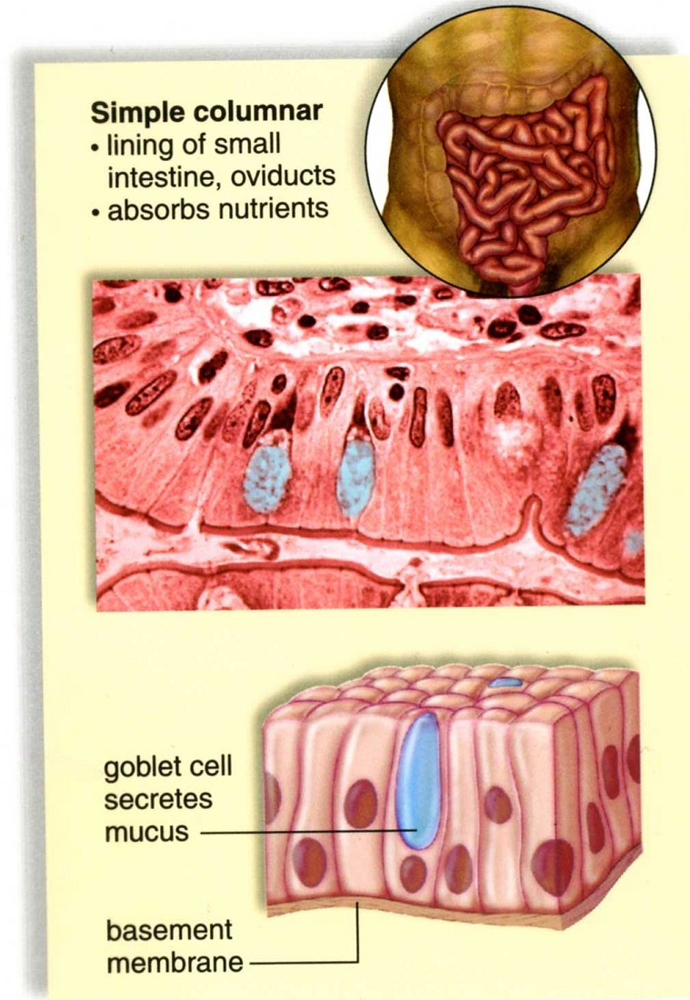 Simple columnar
• lining of small
intestine, oviducts
• absorbs nutrients
goblet cell
secretes
mucus
basement
membrane